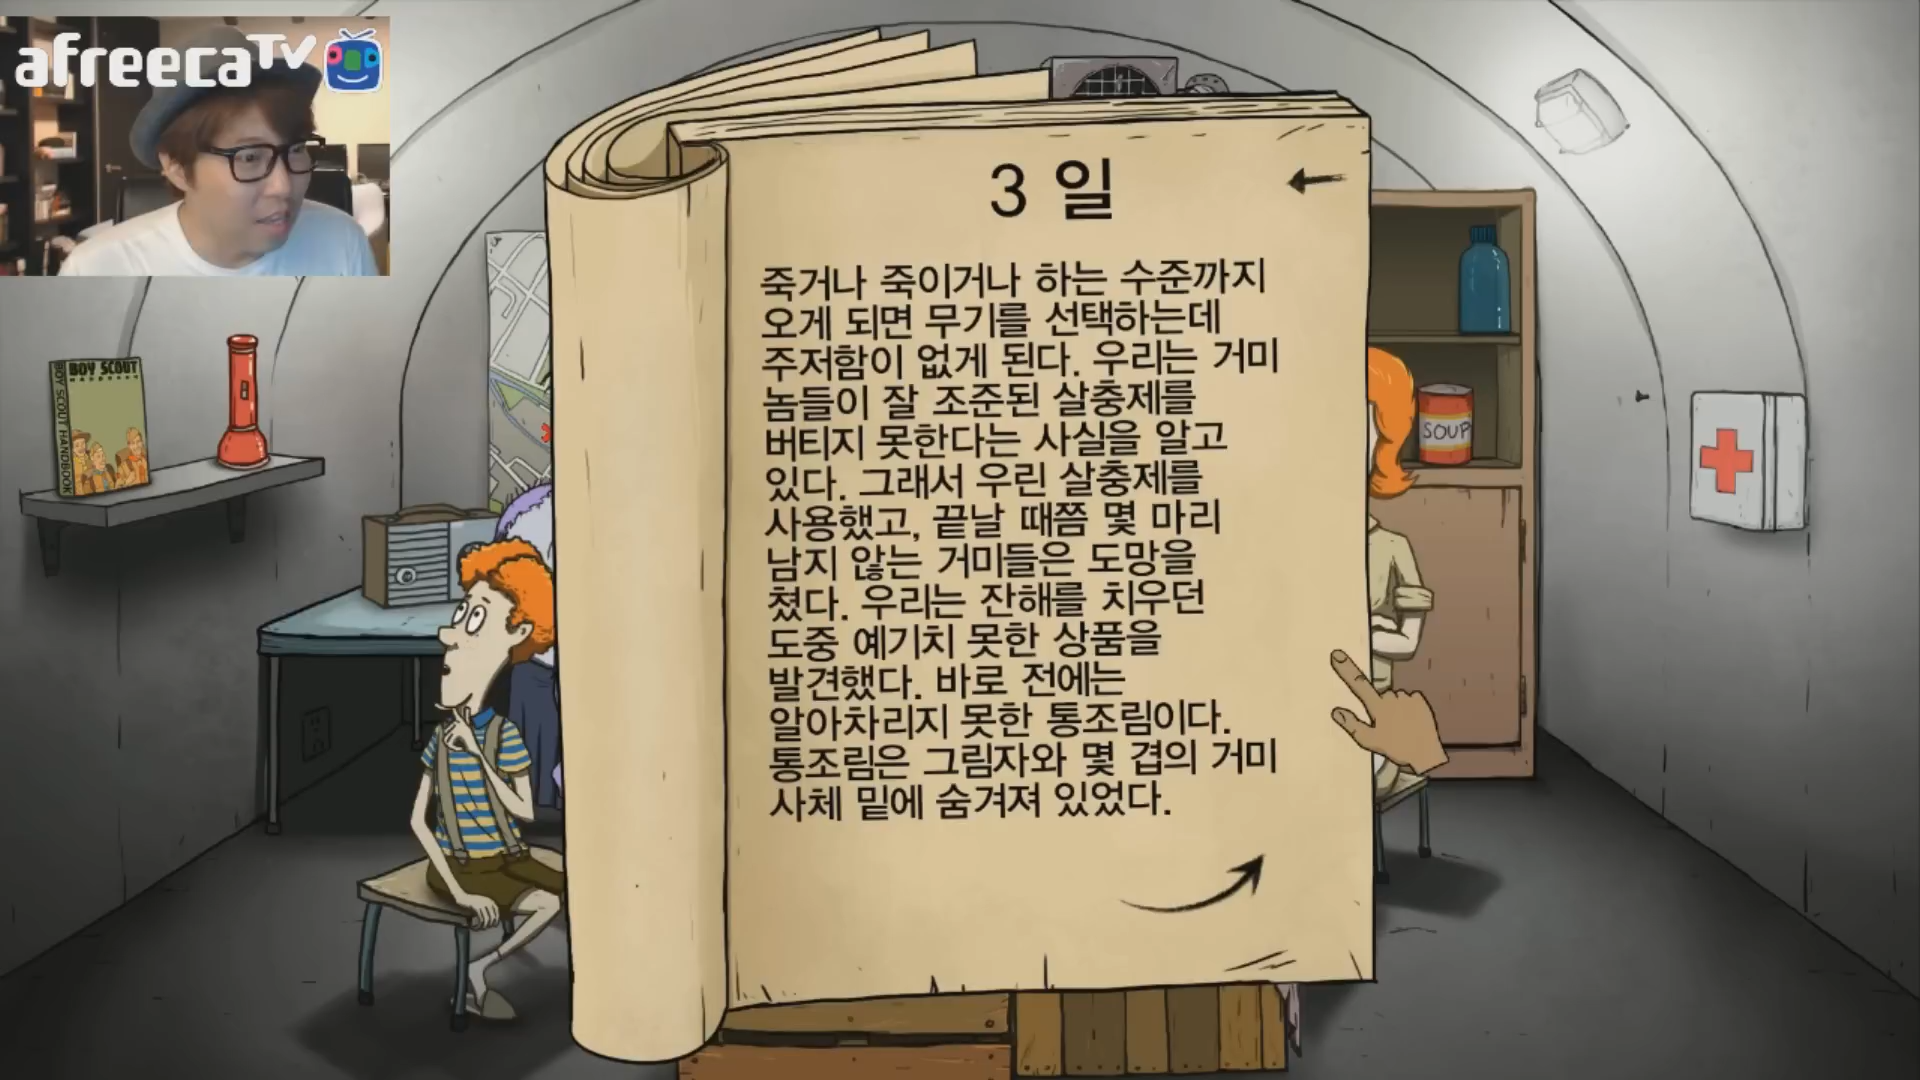 afreecaTV
3 일
죽거나 죽이거나 하는 수준까지
오게 되면 무기를 선택하는데
주저함이 없게 된다. 우리는 거미
놈들이 잘 조준된 살충제를
버티지 못한다는 사실을 알고
있다. 그래서 우린 살충제를
사용했고, 끝날 때쯤 몇 마리
남지 않는 거미들은 도망을
쳤다. 우리는 잔해를 치우던
도중 예기치 못한 상품을
발견했다. 바로 전에는
알아차리지 못한 통조림이다.
통조림은 그림자와 몇 겹의 거미
사체 밑에 숨겨져 있었다.
BOY SCOUT
HANDBOOK
BOY SCOUT HANDBOOK
SOUP